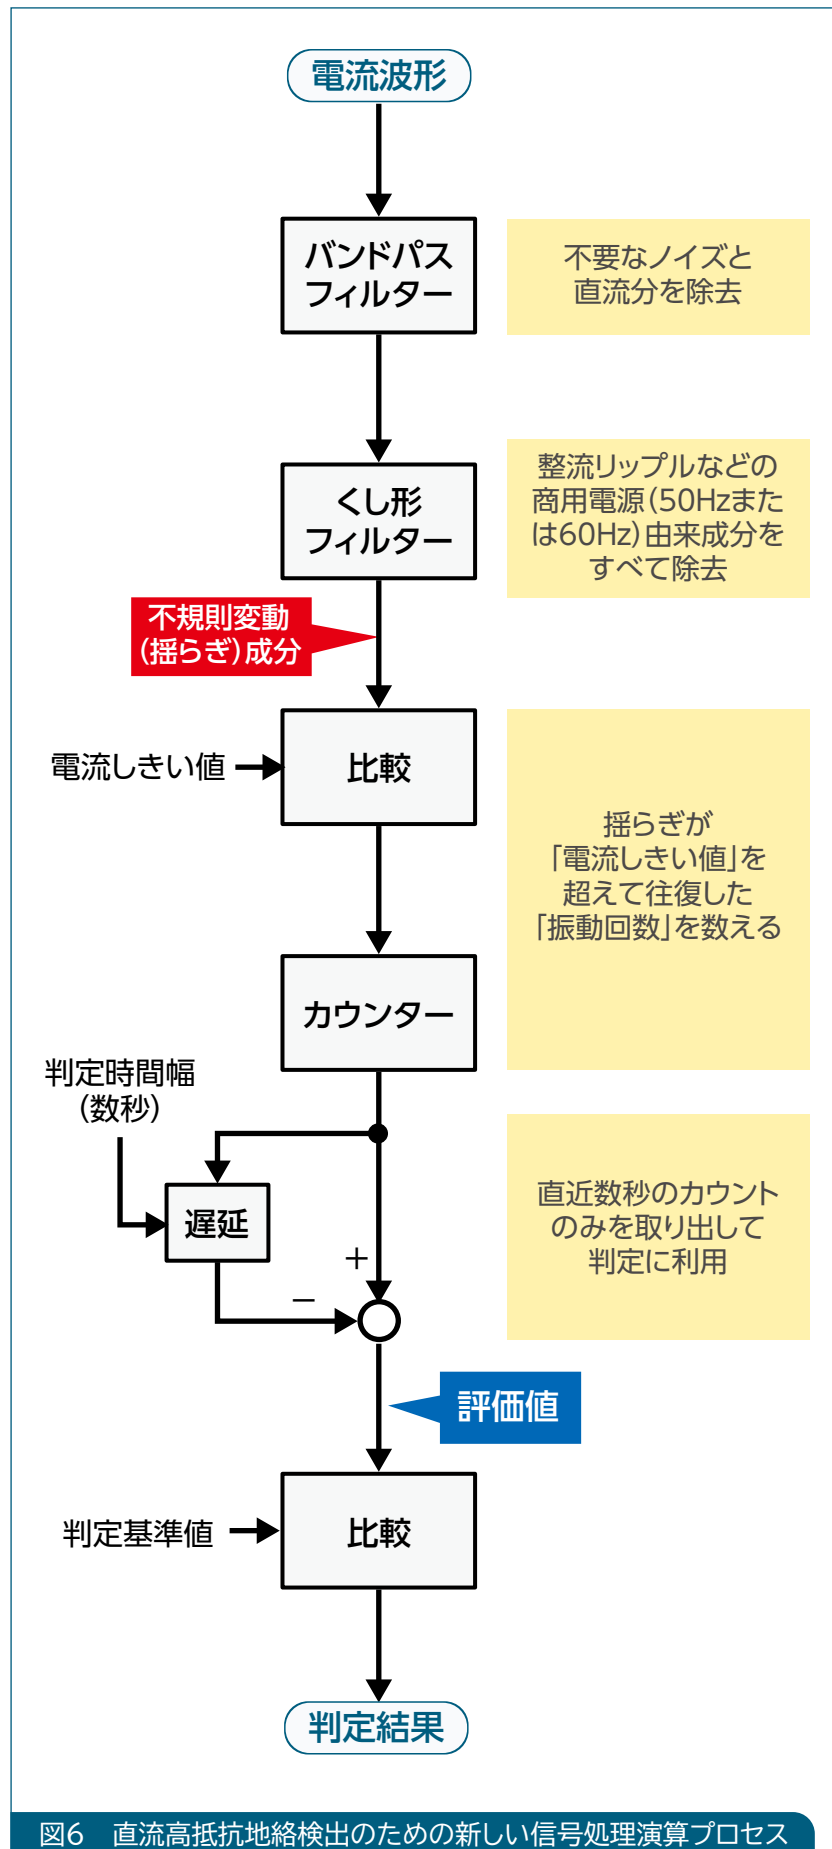 電流波形
バンドパス
フィルター
不要なノイズと
直流分を除去
くし形
フィルター
整流リップルなどの
商用電源(50Hzまた
は60Hz)由来成分を
すべて除去
不規則変動
(揺らぎ)成分
電流しきい値
比較
揺らぎが
「電流しきい値」を
超えて往復した
「振動回数」を数える
カウンター
判定時間幅
(数秒)
遅延
+
−
直近数秒のカウント
のみを取り出して
判定に利用
評価値
判定基準値
比較
判定結果
図6 直流高抵抗地絡検出のための新しい信号処理演算プロセス